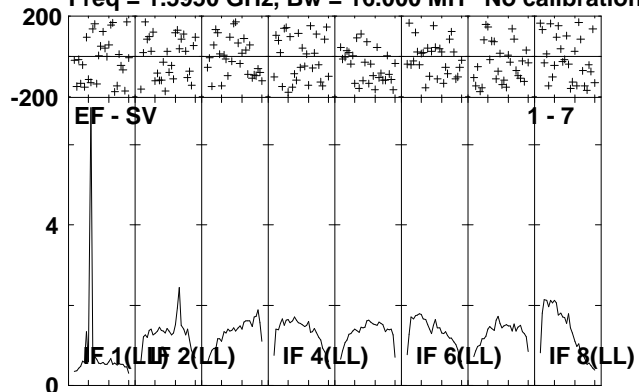 Freq = 1.5950 GHz, Bw = 16.000 MH No calibration
200
-200
EF - SV
1 - 7
4
0
IF 1(LL)
IF 2(LL)
IF 4(LL)
IF 6(LL)
IF 8(LL)